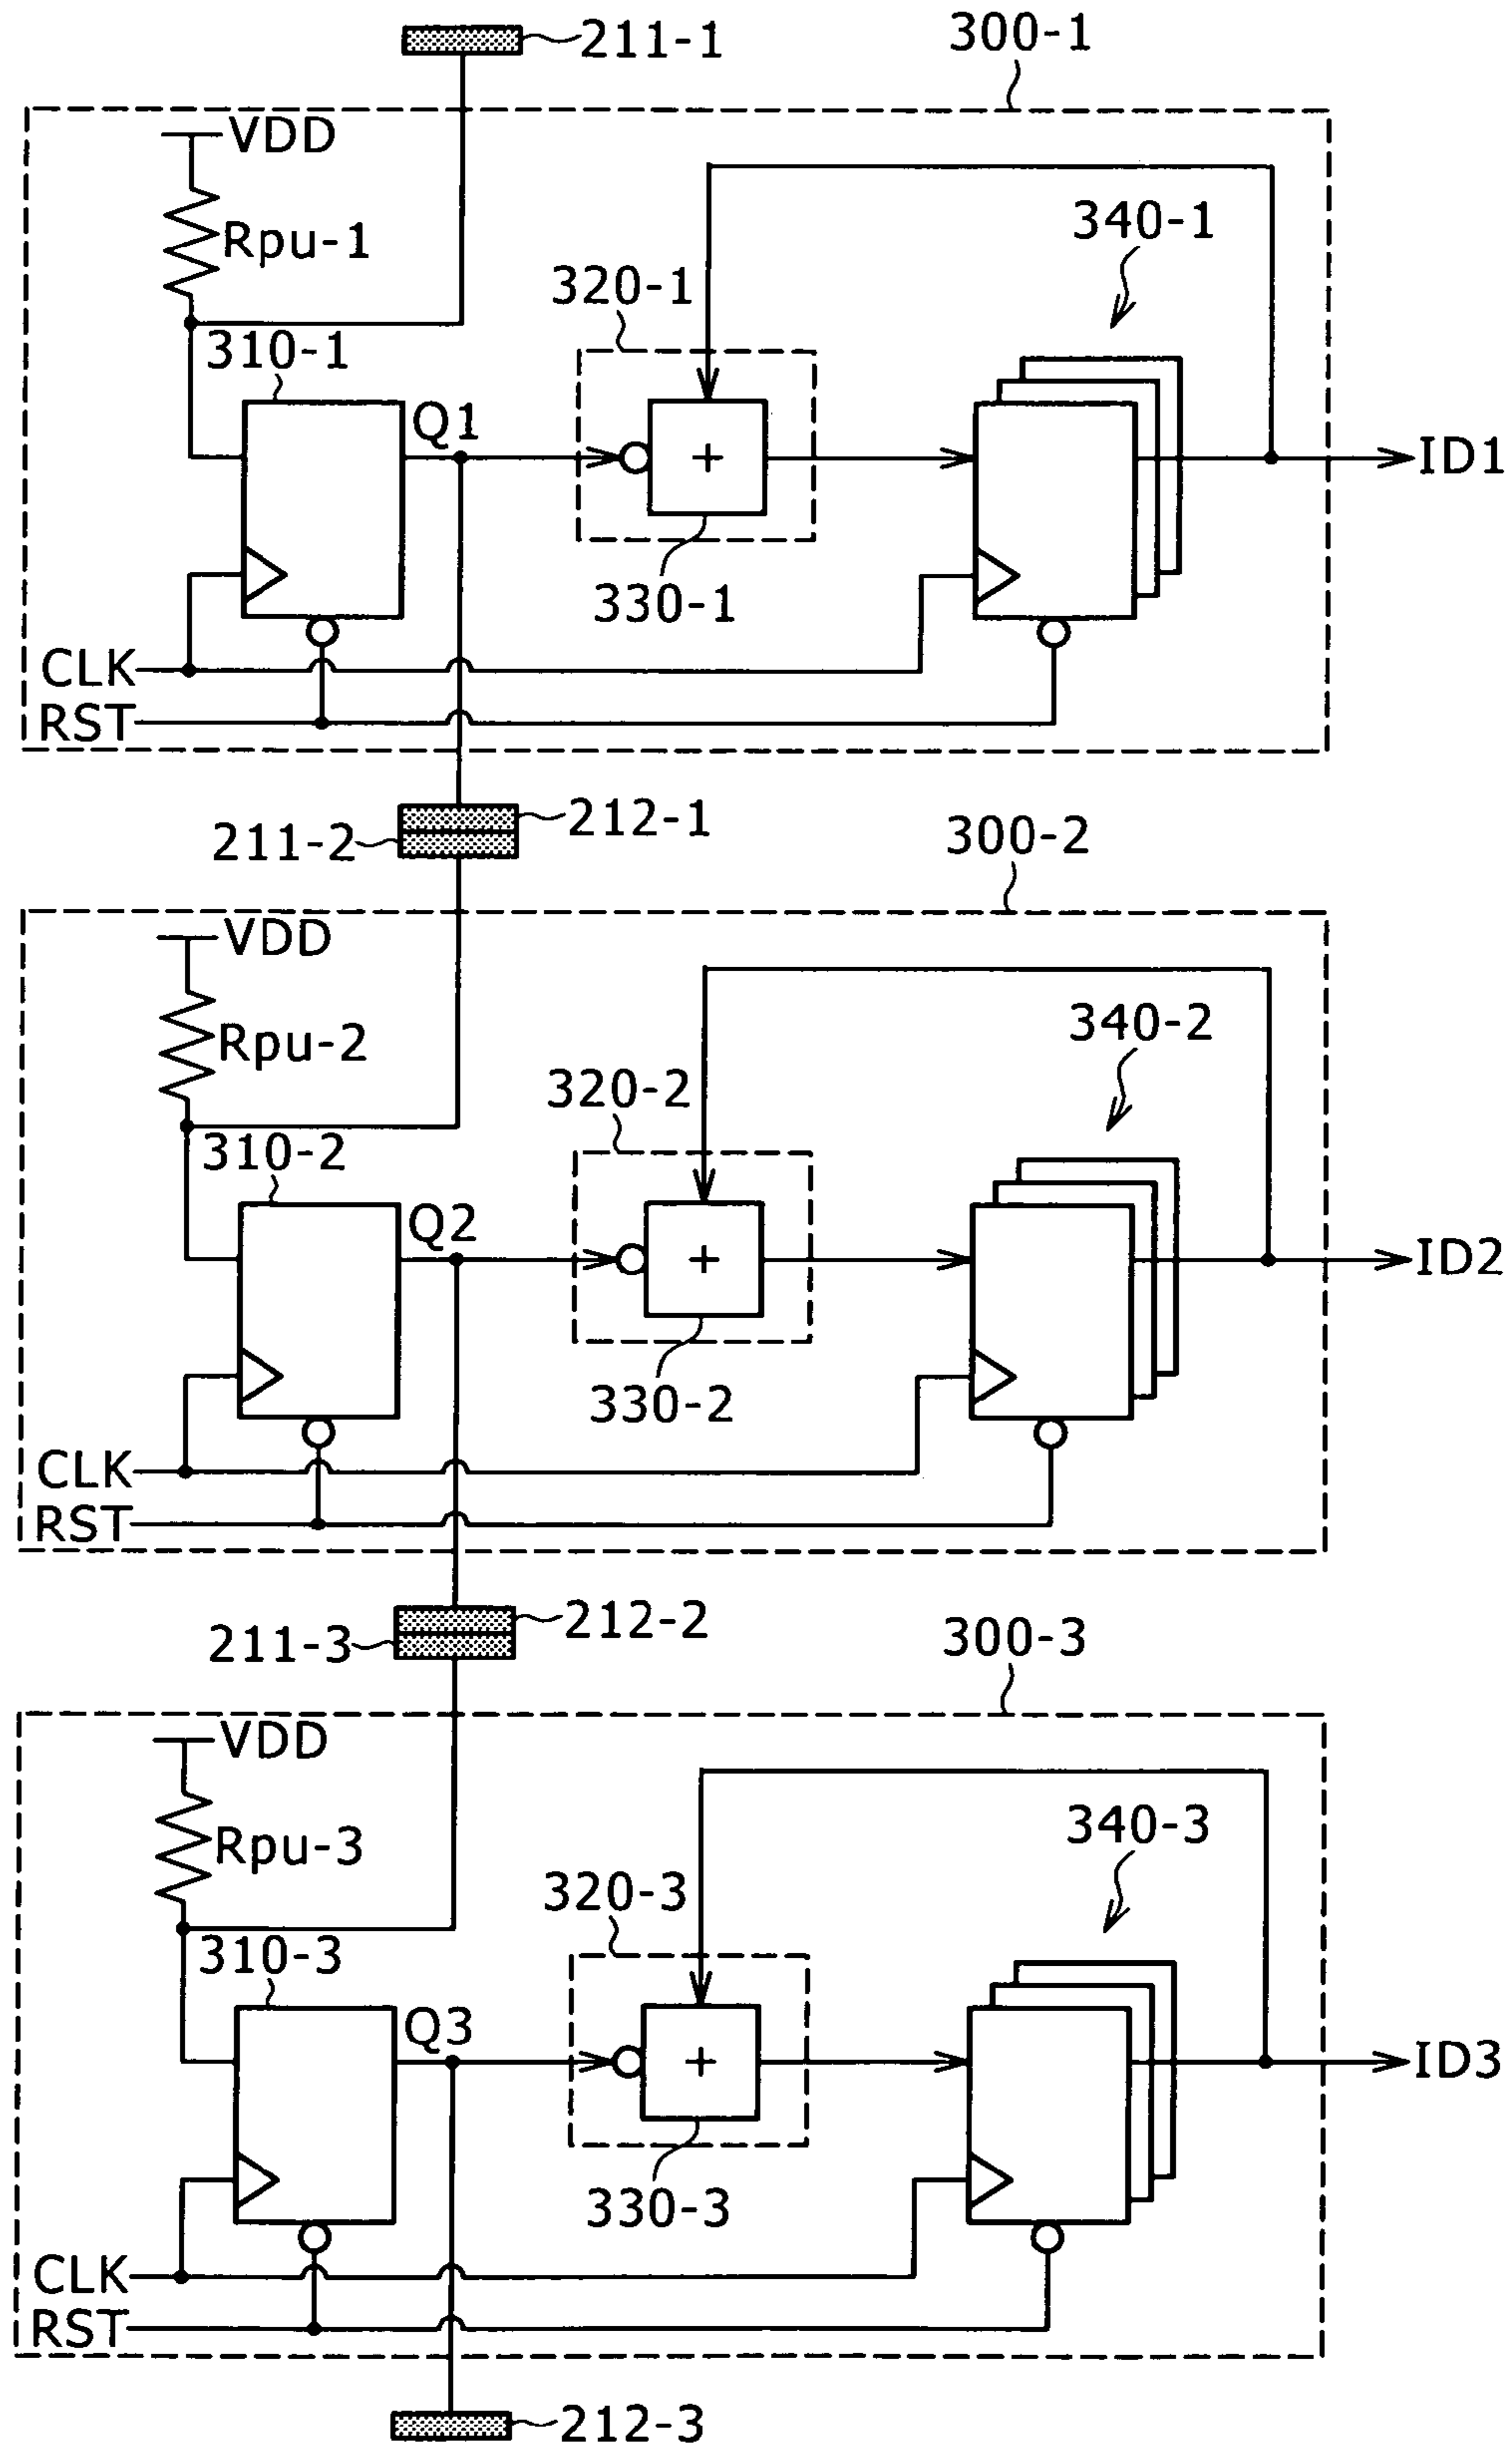 211-1
300-1
VDD
Rpu-1
340-1
320-1
310-1
Q1
+
ID1
330-1
CLK
RST
212-1
211-2
300-2
VDD
Rpu-2
340-2
320-2
310-2
Q2
+
ID2
330-2
CLK
RST
212-2
211-3
300-3
VDD
Rpu-3
340-3
320-3
310-3
Q3
+
ID3
330-3
CLK
RST
212-3